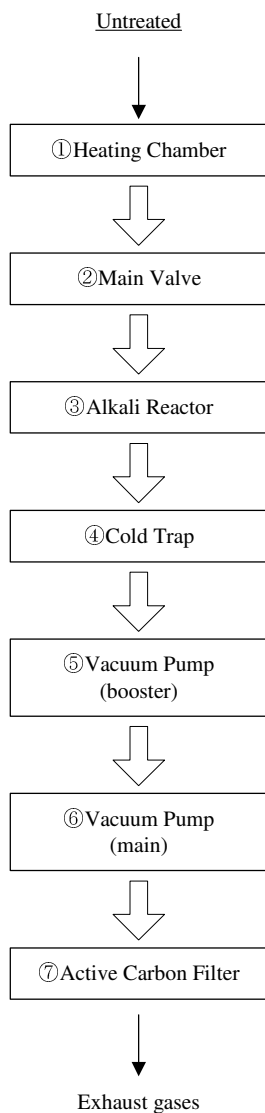 Untreated
①Heating Chamber
②Main Valve
③Alkali Reactor
④Cold Trap
⑤Vacuum Pump
(booster)
⑥Vacuum Pump
(main)
⑦Active Carbon Filter
Exhaust gases